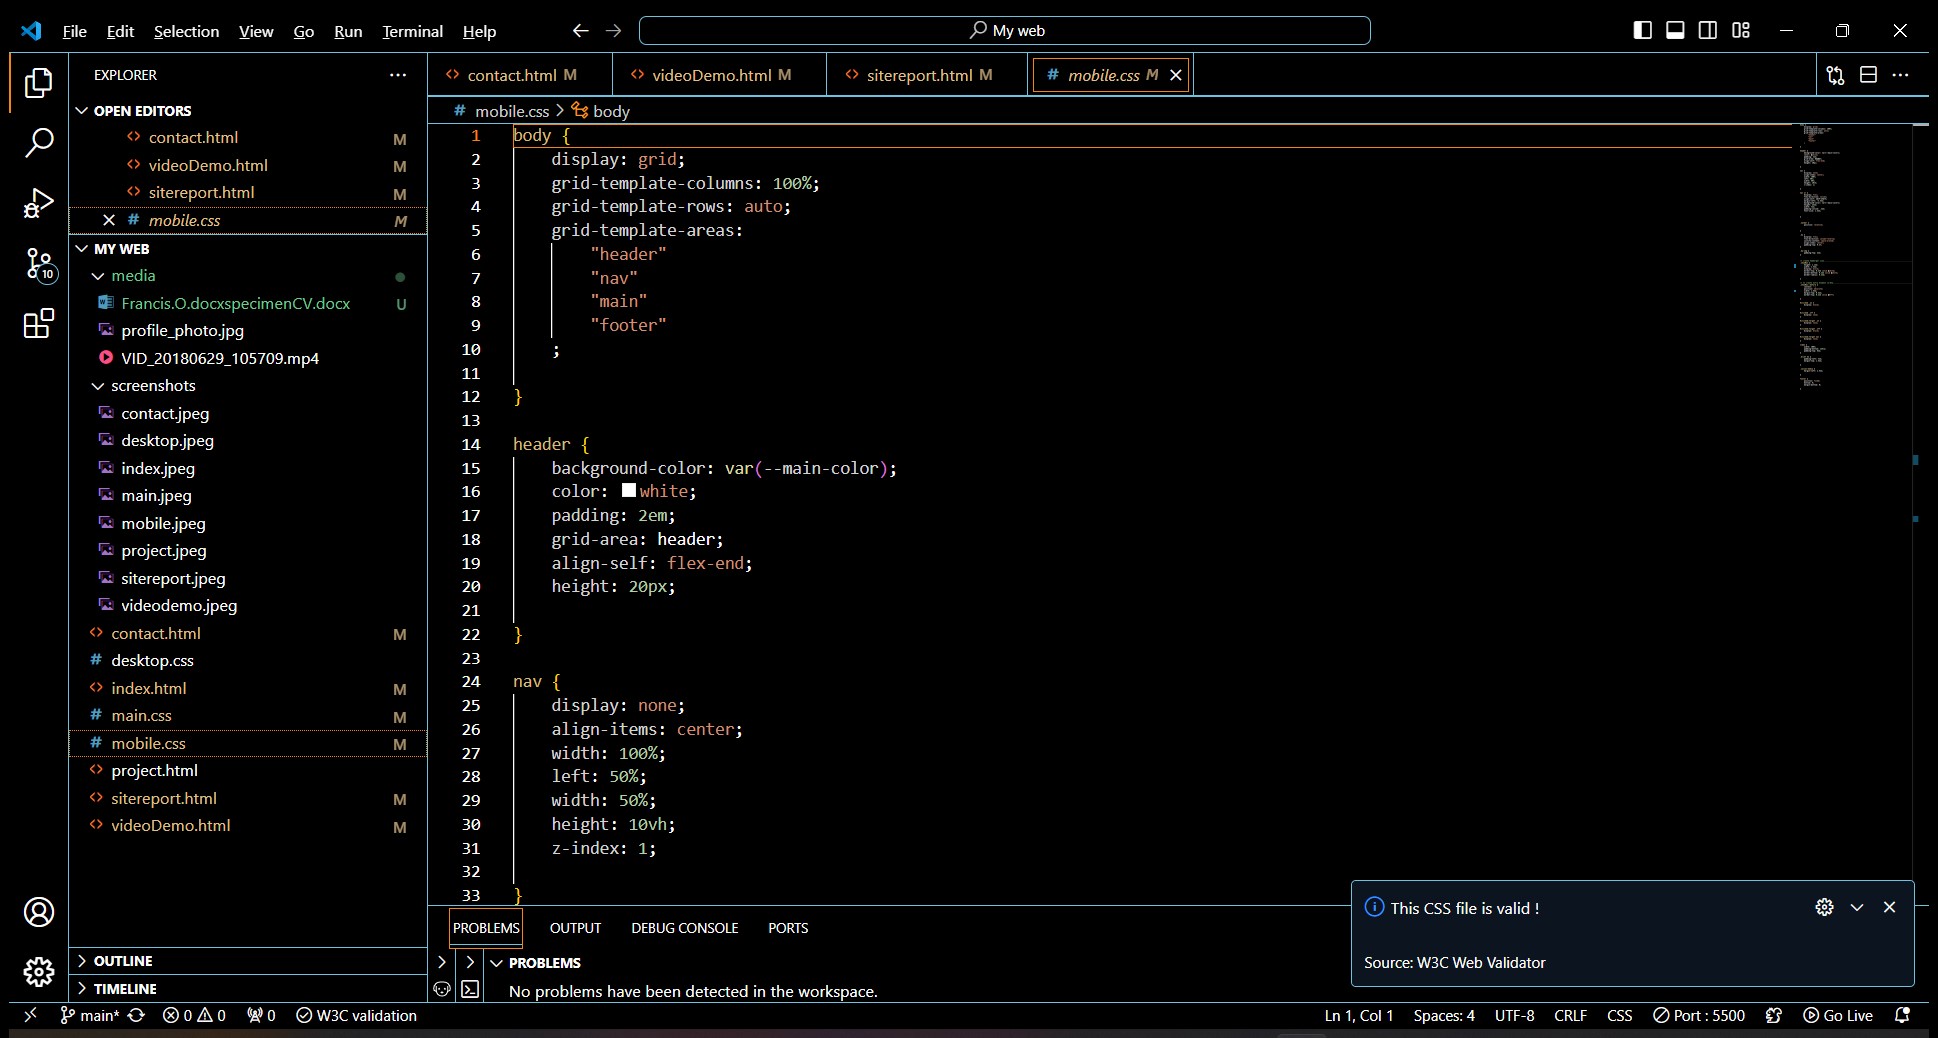 File Edit Selection View Go Run Terminal Help
My web
EXPLORER
OPEN EDITORS
contact.html M
videoDemo.html M
sitereport.html M
# mobile.css M
MY WEB
media
Francis.O.docxspecimenCV.docx U
profile_photo.jpg
VID_20180629_105709.mp4
screenshots
contact.jpeg
desktop.jpeg
index.jpeg
main.jpeg
mobile.jpeg
project.jpeg
sitereport.jpeg
videodemo.jpeg
contact.html M
# desktop.css
index.html M
# main.css M
# mobile.css M
project.html
sitereport.html M
videoDemo.html M
OUTLINE
TIMELINE
10
contact.html M videoDemo.html M sitereport.html M # mobile.css M
# mobile.css > body
1 body {
2 display: grid;
3 grid-template-columns: 100%;
4 grid-template-rows: auto;
5 grid-template-areas:
6 "header"
7 "nav"
8 "main"
9 "footer"
10 ;
11
12 }
13
14 header {
15 background-color: var(--main-color);
16 color: white;
17 padding: 2em;
18 grid-area: header;
19 align-self: flex-end;
20 height: 20px;
21
22 }
23
24 nav {
25 display: none;
26 align-items: center;
27 width: 100%;
28 left: 50%;
29 width: 50%;
30 height: 10vh;
31 z-index: 1;
32
33 }
PROBLEMS OUTPUT DEBUG CONSOLE PORTS
PROBLEMS
No problems have been detected in the workspace.
This CSS file is valid !
Source: W3C Web Validator
main* 0 0 0 W3C validation
Ln 1, Col 1 Spaces: 4 UTF-8 CRLF CSS Port : 5500 Go Live